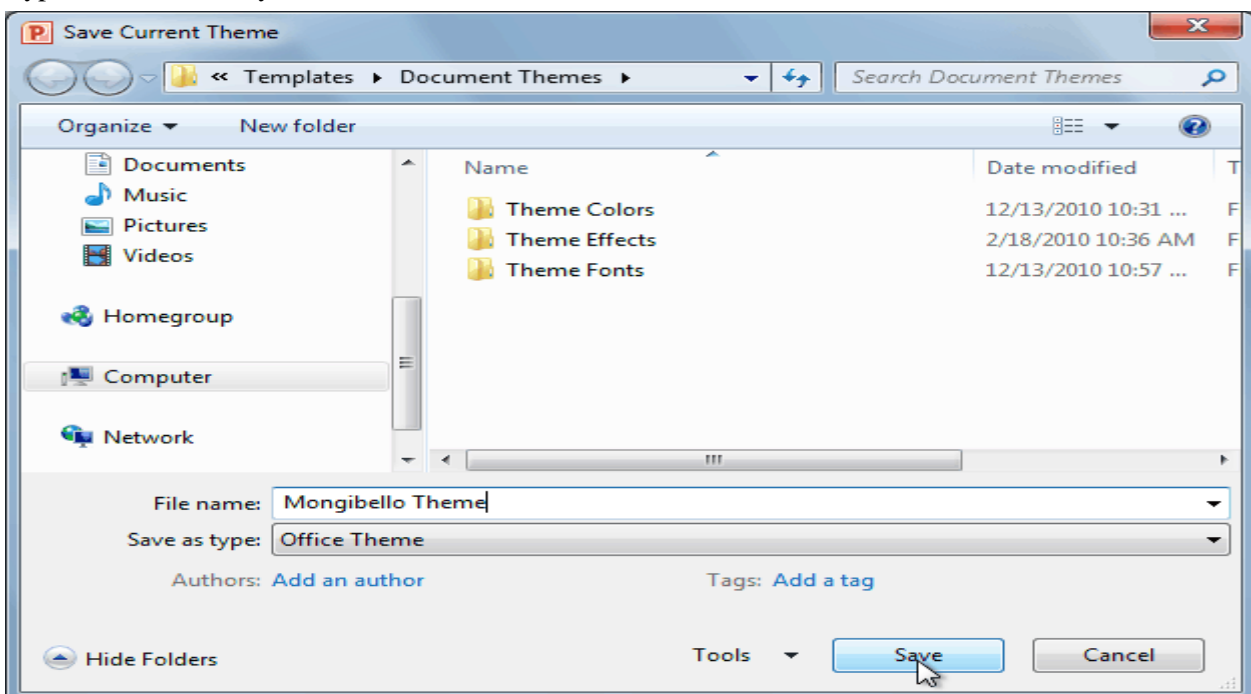 Save Current Theme
« Templates Document Themes Search Document Themes
Organize New folder
Documents
Music
Pictures
Videos
Homegroup
Computer
Network
Name Date modified T
Theme Colors 12/13/2010 10:31 ... F
Theme Effects 2/18/2010 10:36 AM F
Theme Fonts 12/13/2010 10:57 ... F
File name: Mongibello Theme
Save as type: Office Theme
Authors: Add an author Tags: Add a tag
Hide Folders Tools Save Cancel